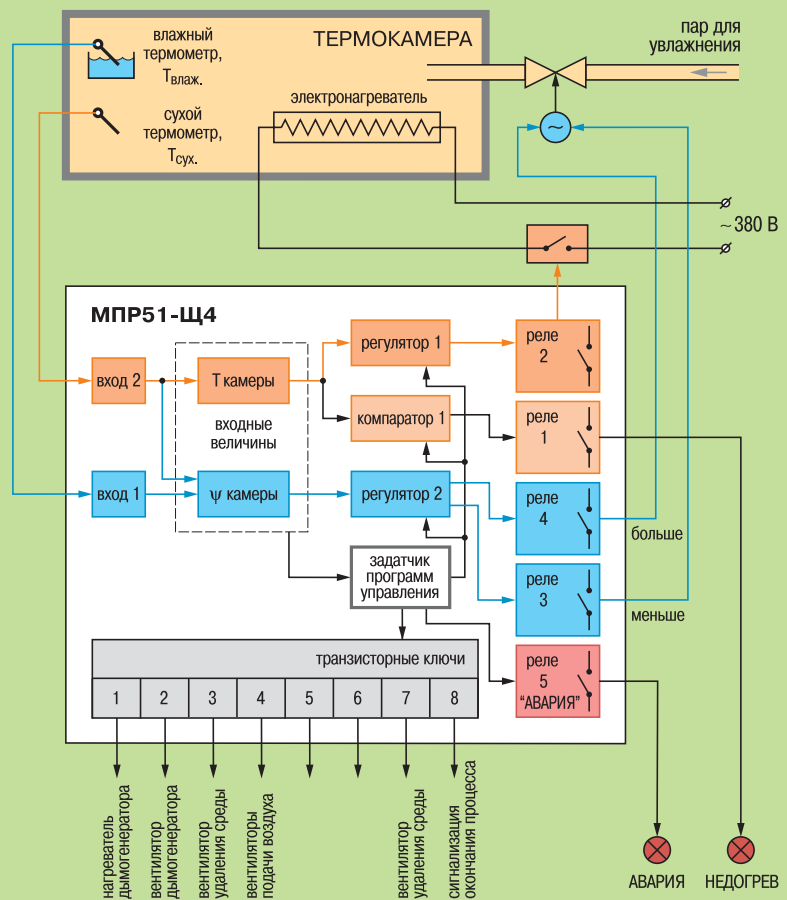 ТЕРМОКАМЕРА
влажный
термометр,
Tвлаж.
сухой
термометр,
Tсух.
электронагреватель
пар для
увлажнения
~
~380 В
МПР51-Щ4
вход 2
T камеры
входные
величины
вход 1
ψ камеры
регулятор 1
компаратор 1
регулятор 2
задатчик
программ
управления
реле
2
реле
1
реле
4
больше
реле
3
меньше
реле
5
"АВАРИЯ"
транзисторные ключи
1 2 3 4 5 6 7 8
нагреватель
дымогенератора
вентилятор
дымогенератора
вентилятор
удаления среды
вентиляторы
подачи воздуха
вентилятор
удаления среды
сигнализация
окончания процесса
АВАРИЯ
НЕДОГРЕВ